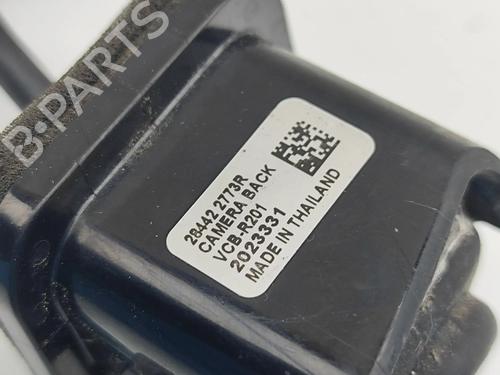 B-PARTS
28442 2773R
CAMERA BACK
VCB-R201
2023331
MADE IN THAILAND